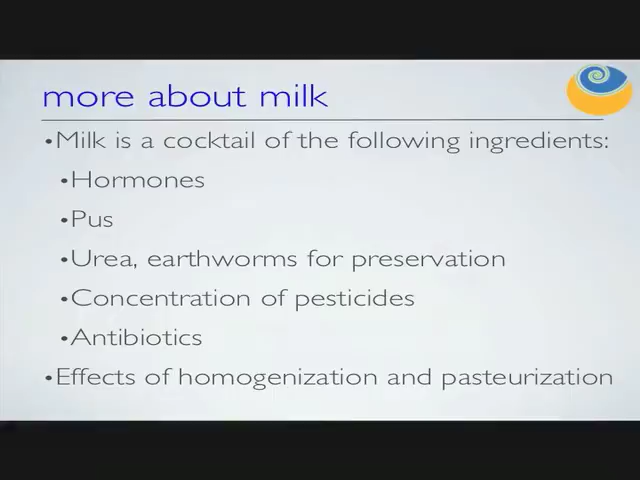 more about milk
•Milk is a cocktail of the following ingredients:
•Hormones
•Pus
•Urea, earthworms for preservation
•Concentration of pesticides
•Antibiotics
•Effects of homogenization and pasteurization